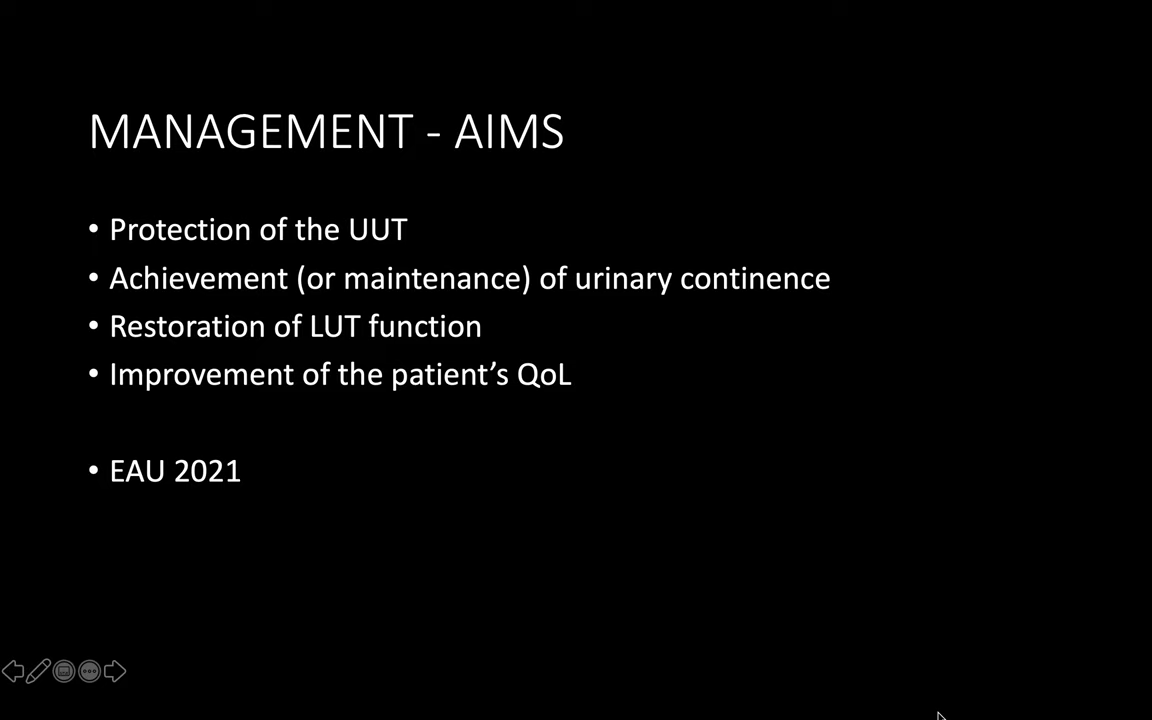 MANAGEMENT - AIMS
• Protection of the UUT
• Achievement (or maintenance) of urinary continence
• Restoration of LUT function
• Improvement of the patient’s QoL
• EAU 2021